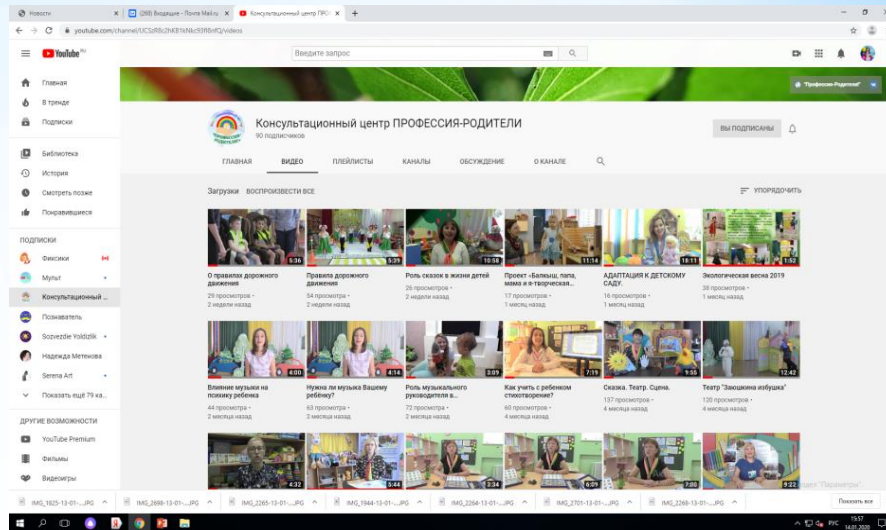 Новости
(268) Входящие - Почта Mail.ru
Консультационный центр ПРО
youtube.com/channel/UCSzR8c2hKB1kNkc93f8nfQ/videos
YouTube RU
Введите запрос
Главная
В тренде
Подписки
Библиотека
История
Смотреть позже
Понравившиеся
ПОДПИСКИ
Фиксики
Мульт
Консультационный ...
Познаватель
Sozvezdie Yoldizlik
Надежда Метенова
Serena Art
Показать ещё 79 ка...
ДРУГИЕ ВОЗМОЖНОСТИ
YouTube Premium
Фильмы
Видеоигры
"Профессия-Родители"
Консультационный центр ПРОФЕССИЯ-РОДИТЕЛИ
90 подписчиков
ВЫ ПОДПИСАНЫ
ГЛАВНАЯ ВИДЕО ПЛЕЙЛИСТЫ КАНАЛЫ ОБСУЖДЕНИЕ О КАНАЛЕ
Загрузки ВОСПРОИЗВЕСТИ ВСЕ
УПОРЯДОЧИТЬ
5:36
О правилах дорожного
движения
29 просмотров •
2 недели назад
5:39
Правила дорожного
движения
54 просмотра •
2 недели назад
10:58
Роль сказок в жизни детей
26 просмотров •
2 недели назад
11:14
Проект «Балкыш, папа,
мама и я-творческая...
17 просмотров •
1 месяц назад
18:11
АДАПТАЦИЯ К ДЕТСКОМУ
САДУ.
16 просмотров •
1 месяц назад
1:52
Экологическая весна 2019
38 просмотров •
1 месяц назад
4:00
Влияние музыки на
психику ребенка
44 просмотра •
2 месяца назад
4:14
Нужна ли музыка Вашему
ребёнку?
63 просмотра •
2 месяца назад
3:09
Роль музыкального
руководителя в...
72 просмотра •
2 месяца назад
7:19
Как учить с ребенком
стихотворение?
60 просмотров •
4 месяца назад
9:55
Сказка. Театр. Сцена.
137 просмотров •
4 месяца назад
12:42
Театр "Заюшкина избушка"
120 просмотров •
4 месяца назад
4:32
5:44
3:34
6:09
7:00
9:22
IMG_1825-13-01-....JPG
IMG_2698-13-01-....JPG
IMG_2265-13-01-....JPG
IMG_1944-13-01-....JPG
IMG_2264-13-01-....JPG
IMG_2701-13-01-....JPG
IMG_2268-13-01-....JPG
Показать все
РУС
15:57
14.01.2020